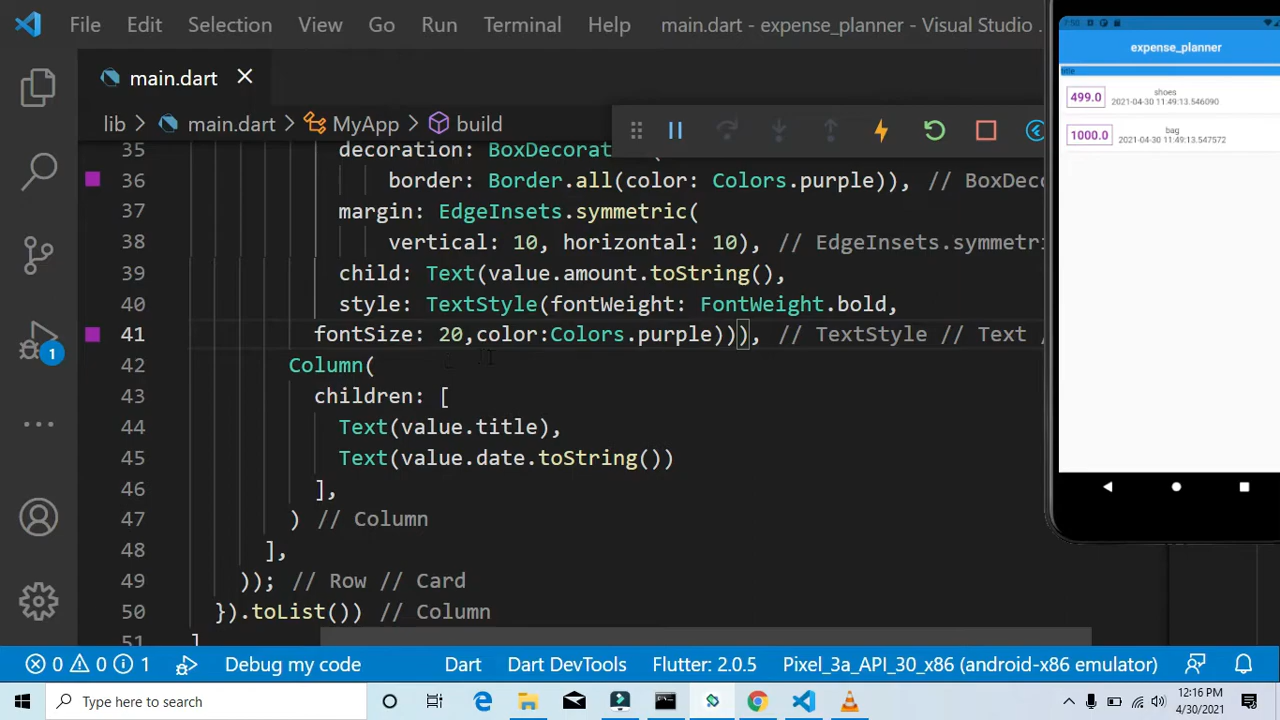 File Edit Selection View Go Run Terminal Help main.dart - expense_planner - Visual Studio .
main.dart
lib > main.dart > MyApp > build
35 decoration: BoxDecorat
36 border: Border.all(color: Colors.purple)), // BoxDec
37 margin: EdgeInsets.symmetric(
38 vertical: 10, horizontal: 10), // EdgeInsets.symmetri
39 child: Text(value.amount.toString(),
40 style: TextStyle(fontWeight: FontWeight.bold,
41 fontSize: 20,color:Colors.purple))), // TextStyle // Text /
42 Column(
43 children: [
44 Text(value.title),
45 Text(value.date.toString())
46 ],
47 ) // Column
48 ],
49 )); // Row // Card
50 }).toList()) // Column
51 ]
7:50
expense_planner
title
499.0 shoes
2021-04-30 11:49:13.546090
1000.0 bag
2021-04-30 11:49:13.547572
1
0 0 1 Debug my code Dart Dart DevTools Flutter: 2.0.5 Pixel_3a_API_30_x86 (android-x86 emulator)
Type here to search
12:16 PM
4/30/2021